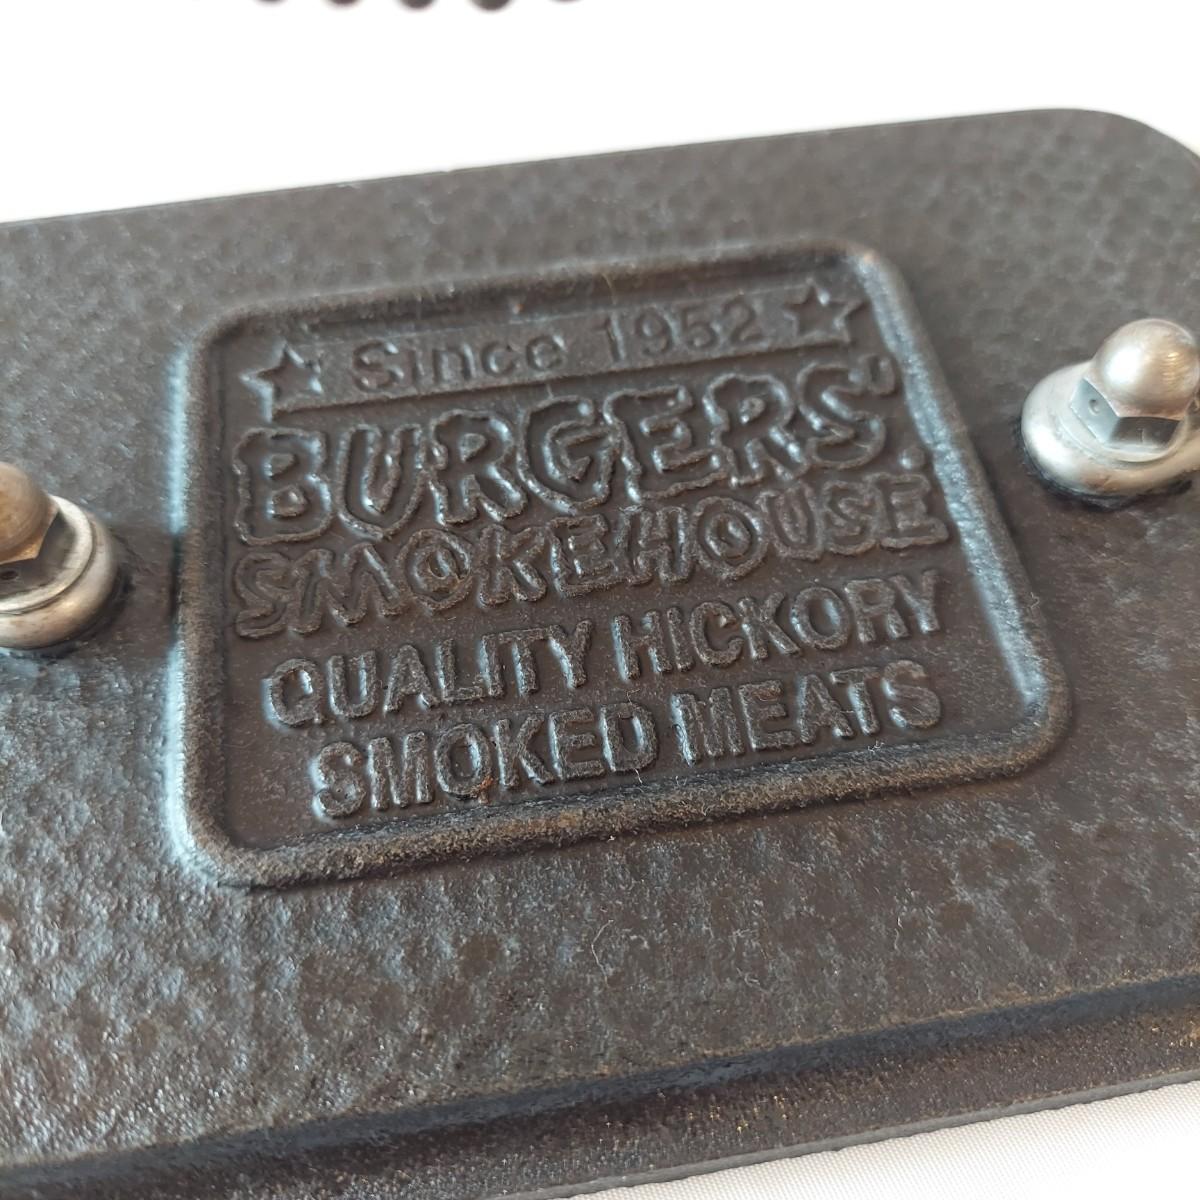 Since 1952
BURGERS'
SMOKEHOUSE.
QUALITY HICKORY
SMOKED MEATS